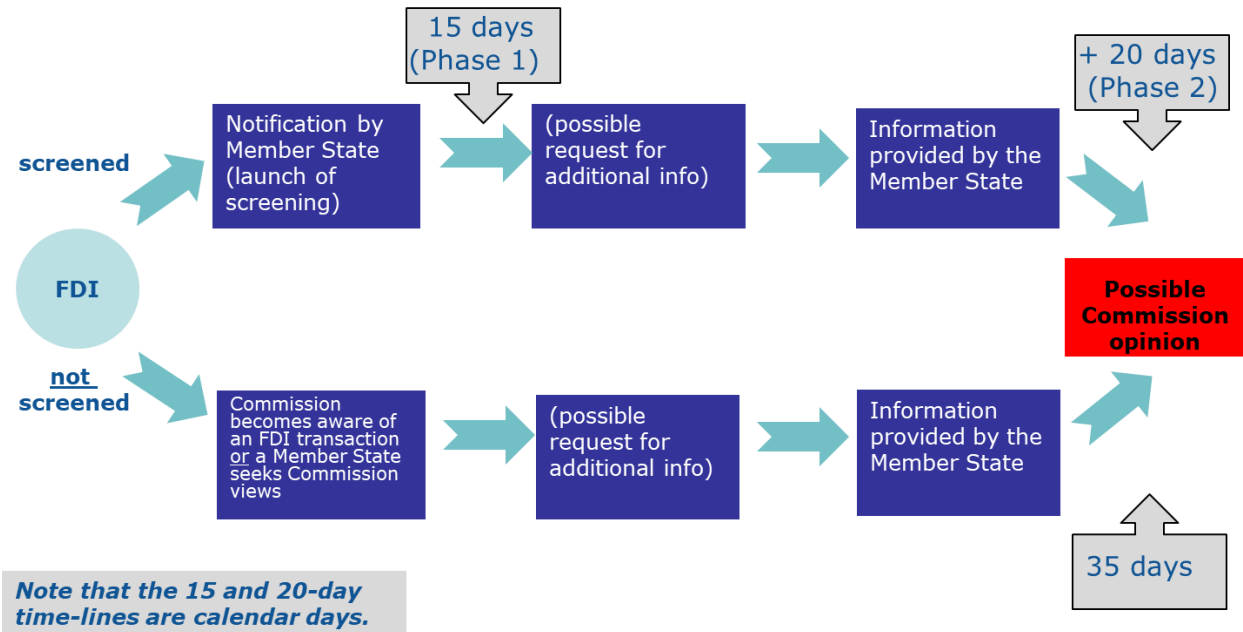 15 days
(Phase 1)
+ 20 days
(Phase 2)
screened
Notification by
Member State
(launch of
screening)
(possible
request for
additional info)
Information
provided by the
Member State
FDI
Possible
Commission
opinion
not
screened
Commission
becomes aware of
an FDI transaction
or a Member State
seeks Commission
views
(possible
request for
additional info)
Information
provided by the
Member State
35 days
Note that the 15 and 20-day
time-lines are calendar days.